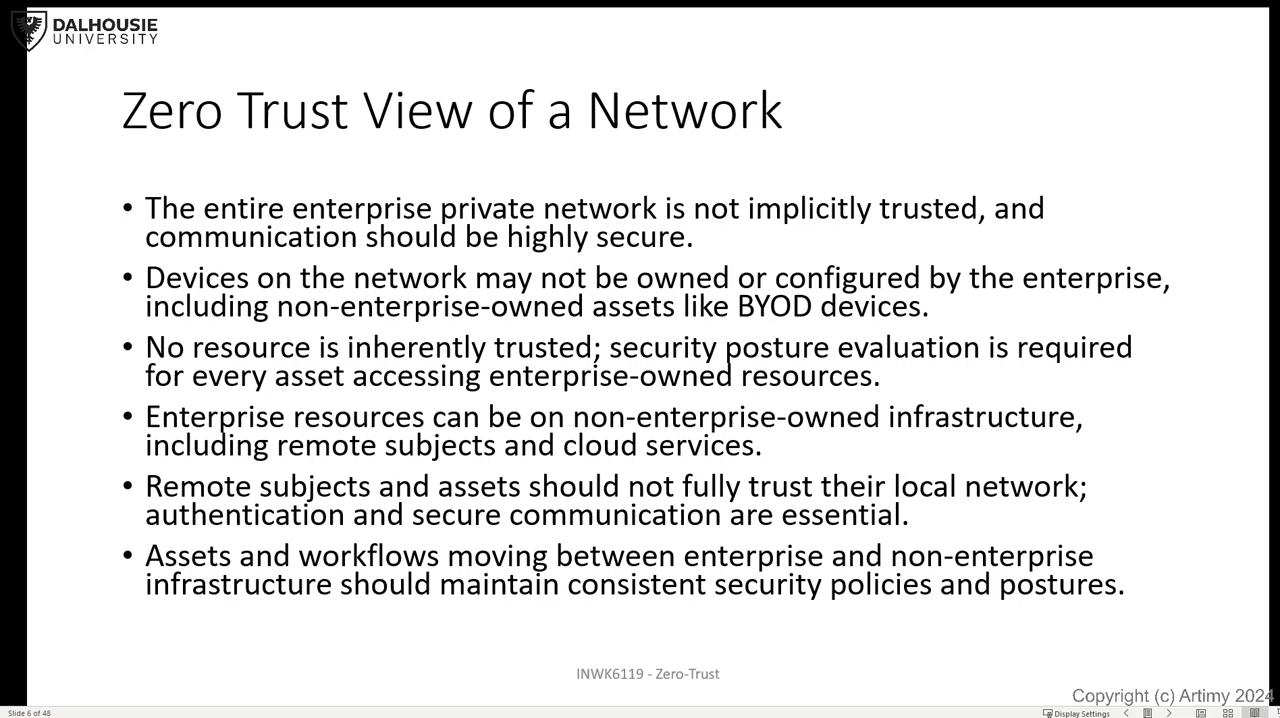 DALHOUSIE
UNIVERSITY
Zero Trust View of a Network
• The entire enterprise private network is not implicitly trusted, and
communication should be highly secure.
• Devices on the network may not be owned or configured by the enterprise,
including non-enterprise-owned assets like BYOD devices.
• No resource is inherently trusted; security posture evaluation is required
for every asset accessing enterprise-owned resources.
• Enterprise resources can be on non-enterprise-owned infrastructure,
including remote subjects and cloud services.
• Remote subjects and assets should not fully trust their local network;
authentication and secure communication are essential.
• Assets and workflows moving between enterprise and non-enterprise
infrastructure should maintain consistent security policies and postures.
INWK6119 - Zero-Trust
Copyright (c) Artimy 2024
Slide 6 of 48
Display Settings